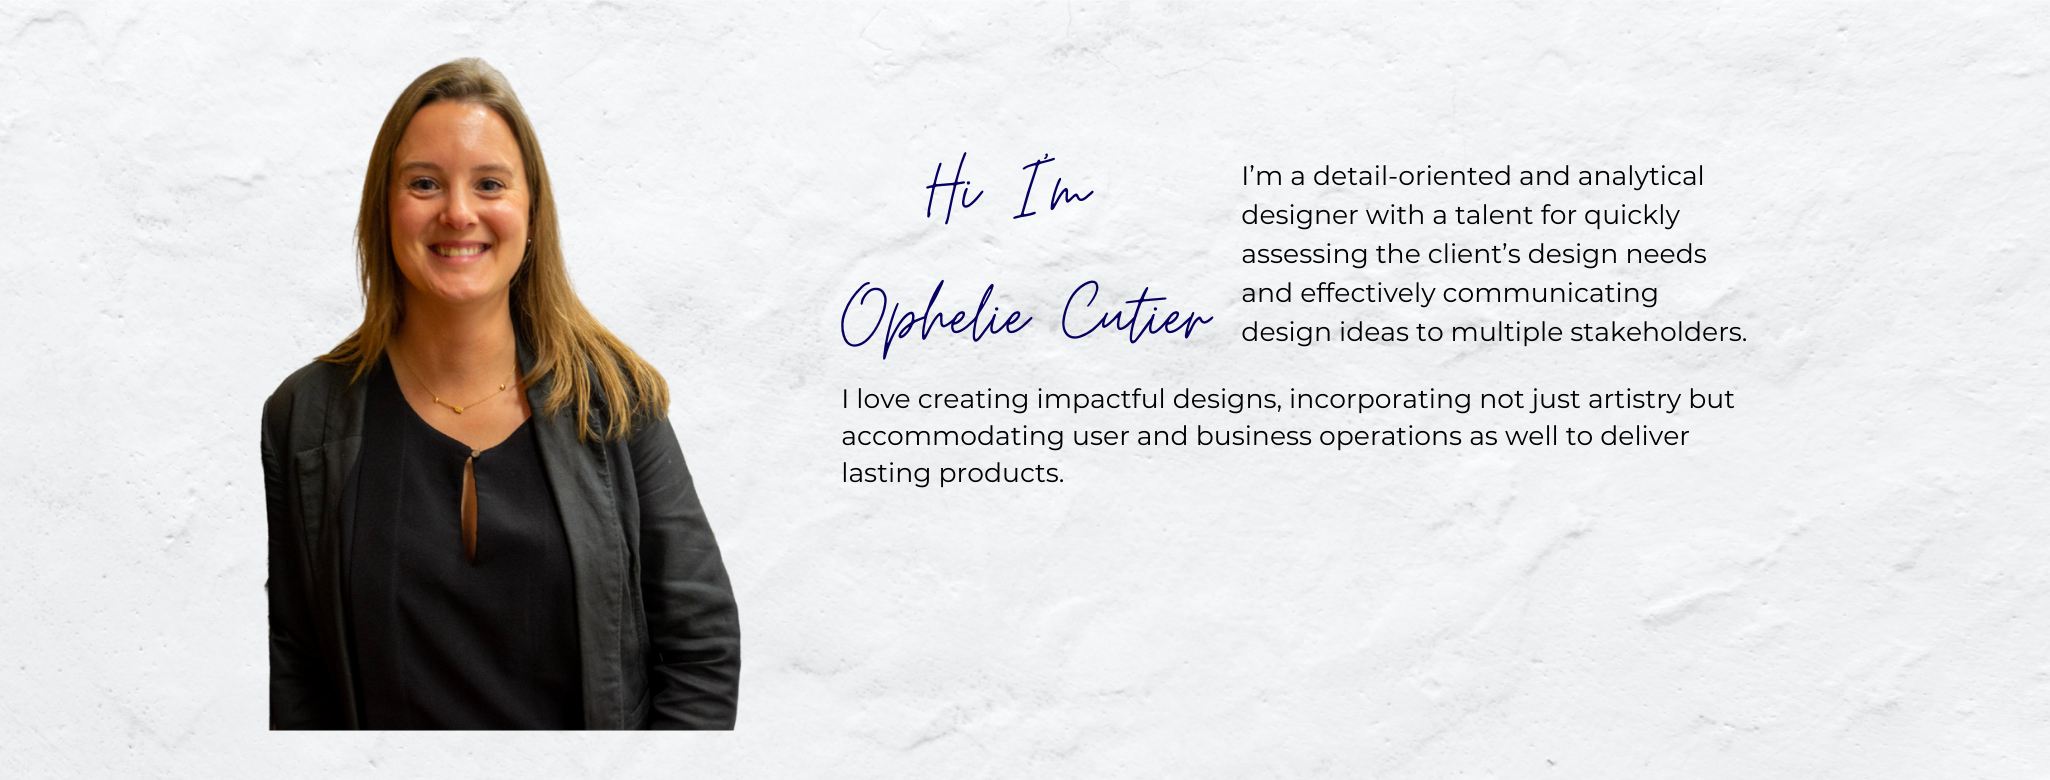 Hi I'm
Ophelie Cutier
I’m a detail-oriented and analytical
designer with a talent for quickly
assessing the client’s design needs
and effectively communicating
design ideas to multiple stakeholders.
I love creating impactful designs, incorporating not just artistry but
accommodating user and business operations as well to deliver
lasting products.